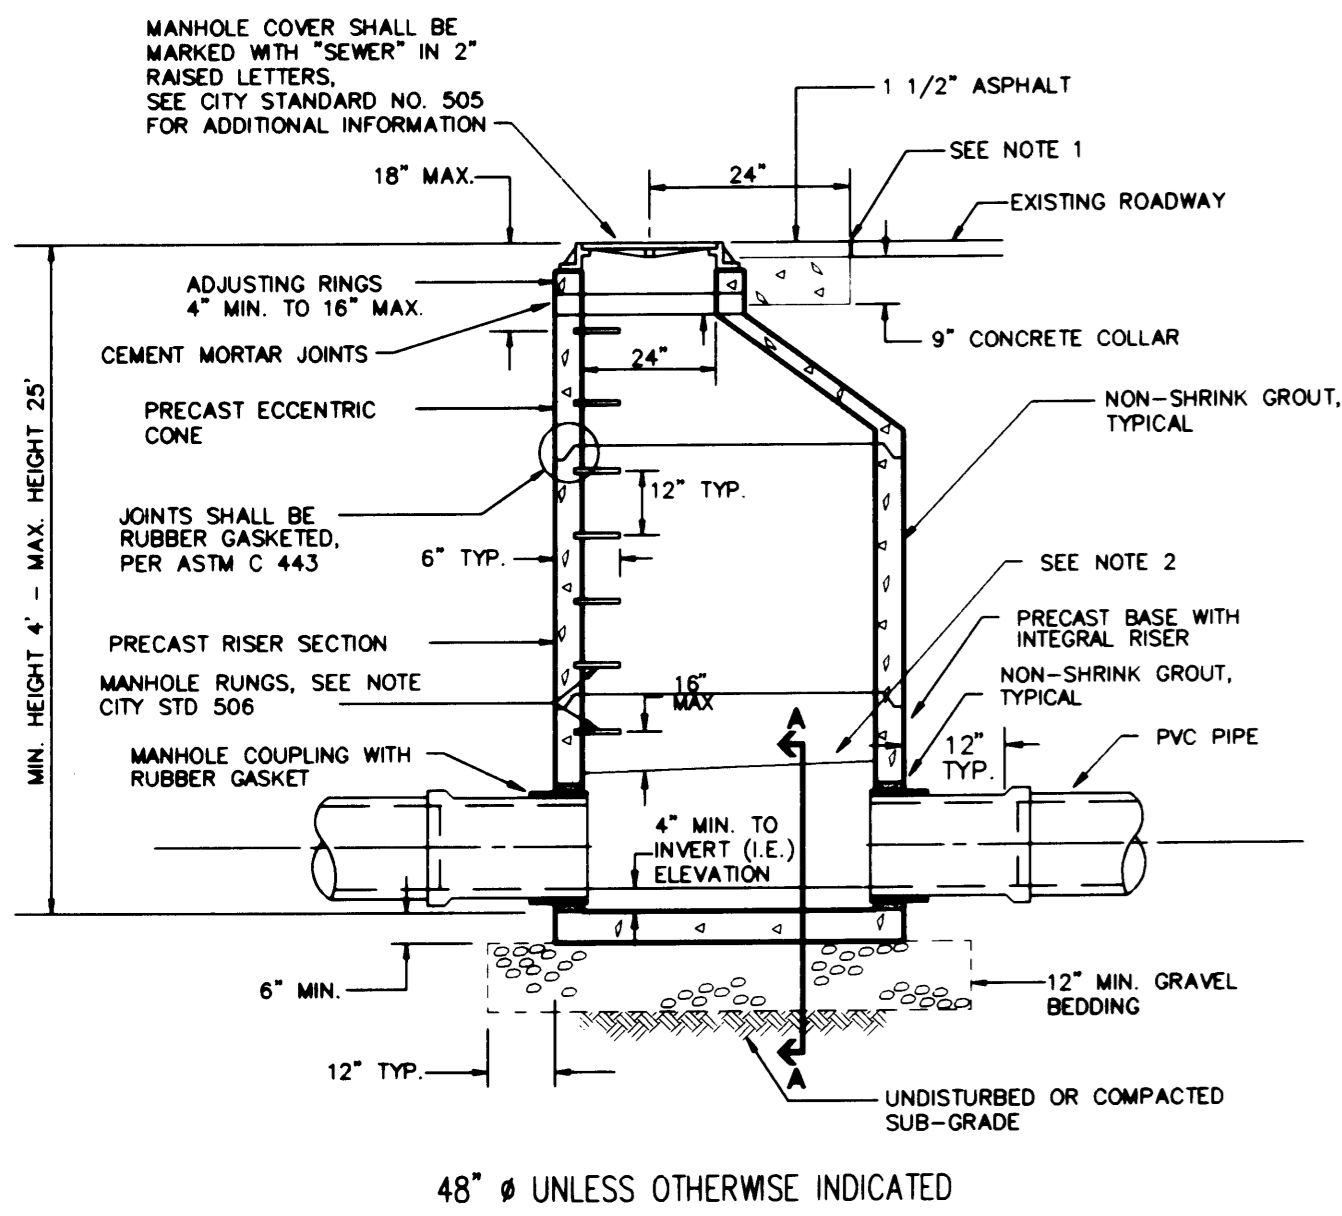 MANHOLE COVER SHALL BE
MARKED WITH "SEWER" IN 2"
RAISED LETTERS,
SEE CITY STANDARD NO. 505
FOR ADDITIONAL INFORMATION
1 1/2" ASPHALT
SEE NOTE 1
18" MAX.
24"
EXISTING ROADWAY
ADJUSTING RINGS
4" MIN. TO 16" MAX.
CEMENT MORTAR JOINTS
24"
9" CONCRETE COLLAR
PRECAST ECCENTRIC
CONE
NON-SHRINK GROUT,
TYPICAL
MIN. HEIGHT 4' - MAX. HEIGHT 25'
12" TYP.
JOINTS SHALL BE
RUBBER GASKETED,
PER ASTM C 443
6" TYP.
SEE NOTE 2
PRECAST BASE WITH
INTEGRAL RISER
PRECAST RISER SECTION
NON-SHRINK GROUT,
TYPICAL
MANHOLE RUNGS, SEE NOTE
CITY STD 506
16"
MAX
A
MANHOLE COUPLING WITH
RUBBER GASKET
12"
TYP.
PVC PIPE
4" MIN. TO
INVERT (I.E.)
ELEVATION
6" MIN.
12" MIN. GRAVEL
BEDDING
12" TYP.
A
UNDISTURBED OR COMPACTED
SUB-GRADE
48" ø UNLESS OTHERWISE INDICATED